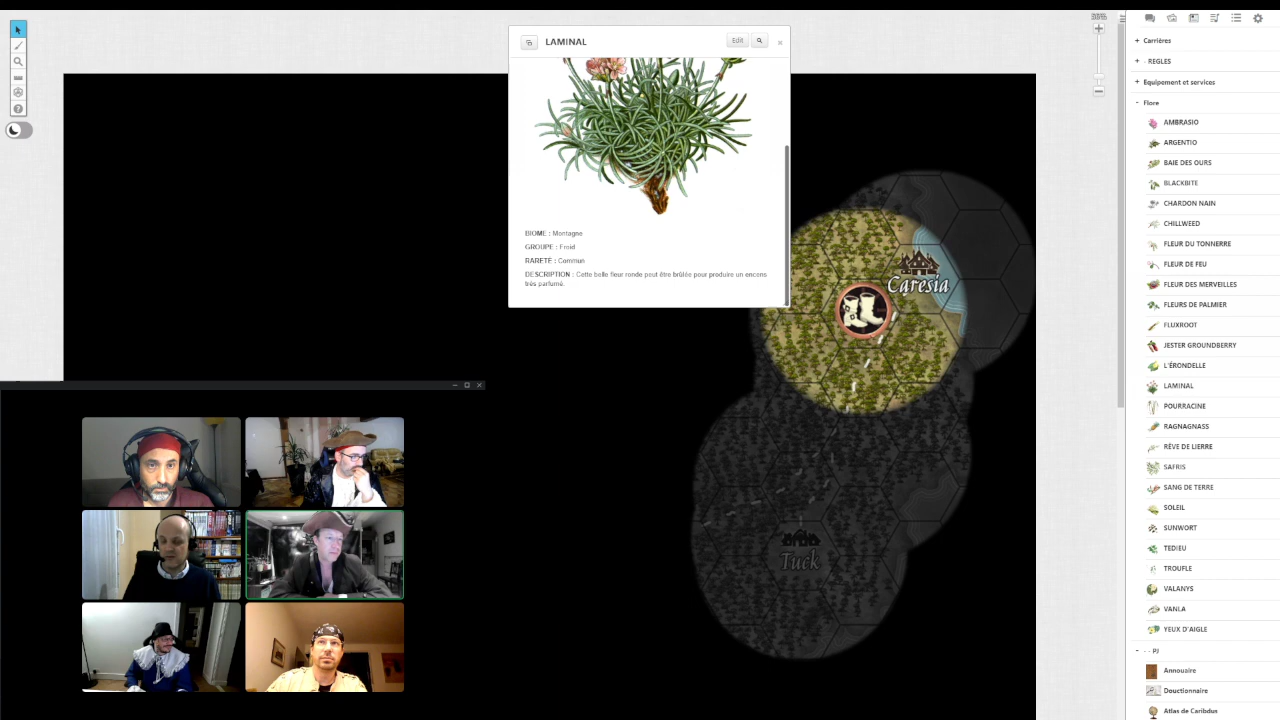 LAMINAL
Edit
BIOME : Montagne
GROUPE : Froid
RARETÉ : Commun
DESCRIPTION : Cette belle fleur ronde peut être brûlée pour produire un encens
très parfumé.
Caresia
Tuck
Carrières
- REGLES
Equipement et services
Flore
AMBRASIO
ARGENTIO
BAIE DES OURS
BLACKBITE
CHARDON NAIN
CHILLWEED
FLEUR DU TONNERRE
FLEUR DE FEU
FLEUR DES MERVEILLES
FLEURS DE PALMIER
FLUXROOT
JESTER GROUNDBERRY
L'ÉRONDELLE
LAMINAL
POURRACINE
RAGNAGNASS
RÊVE DE LIERRE
SAFRIS
SANG DE TERRE
SOLEIL
SUNWORT
TEDIEU
TROUFLE
VALANYS
VANLA
YEUX D'AIGLE
- - PJ
Annouaire
Douctionnaire
Atlas de Caribdus